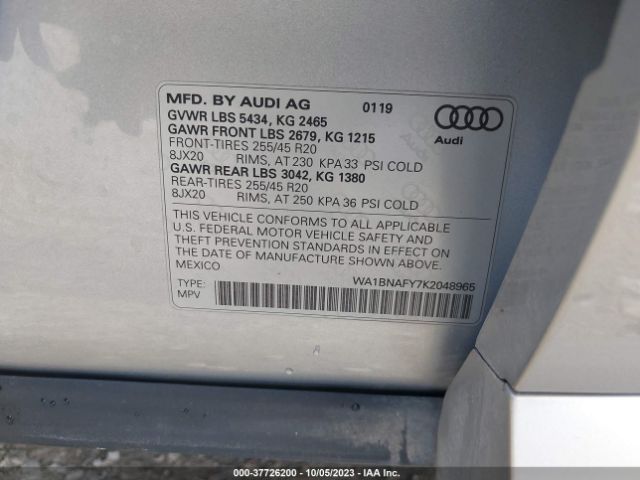 MFD. BY AUDI AG 0119
GVWR LBS 5434, KG 2465
GAWR FRONT LBS 2679, KG 1215
FRONT-TIRES 255/45 R20
8JX20 RIMS, AT 230 KPA 33 PSI COLD
GAWR REAR LBS 3042, KG 1380
REAR-TIRES 255/45 R20
8JX20 RIMS, AT 250 KPA 36 PSI COLD
Audi
THIS VEHICLE CONFORMS TO ALL APPLICABLE
U.S. FEDERAL MOTOR VEHICLE SAFETY AND
THEFT PREVENTION STANDARDS IN EFFECT ON
THE DATE OF MANUFACTURE SHOWN ABOVE.
MEXICO
WA1BNAFY7K2048965
TYPE:
MPV
000-37726200 - 10/05/2023 - IAA Inc.